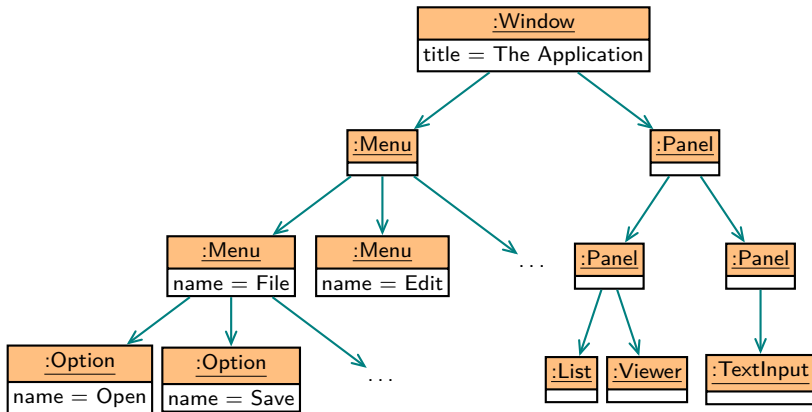 :Window
title = The Application
:Menu
:Panel
:Menu
name = File
:Menu
name = Edit
...
:Panel
:Panel
:Option
name = Open
:Option
name = Save
...
:List
:Viewer
:TextInput